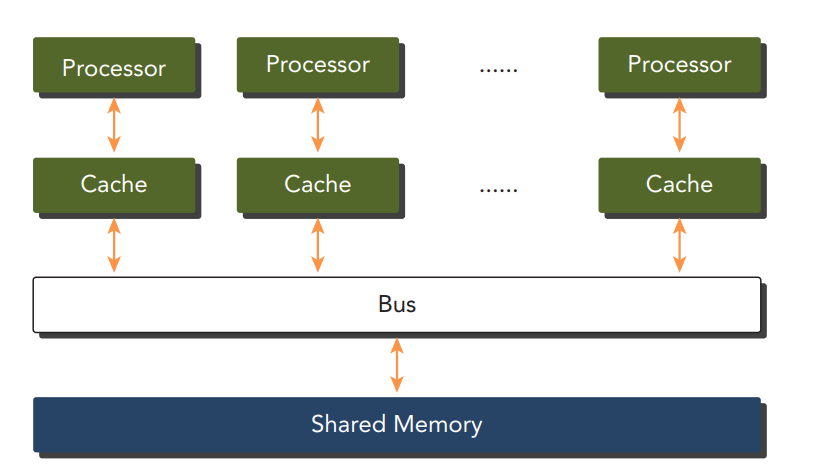 Processor Processor ...... Processor
Cache Cache ...... Cache
Bus
Shared Memory